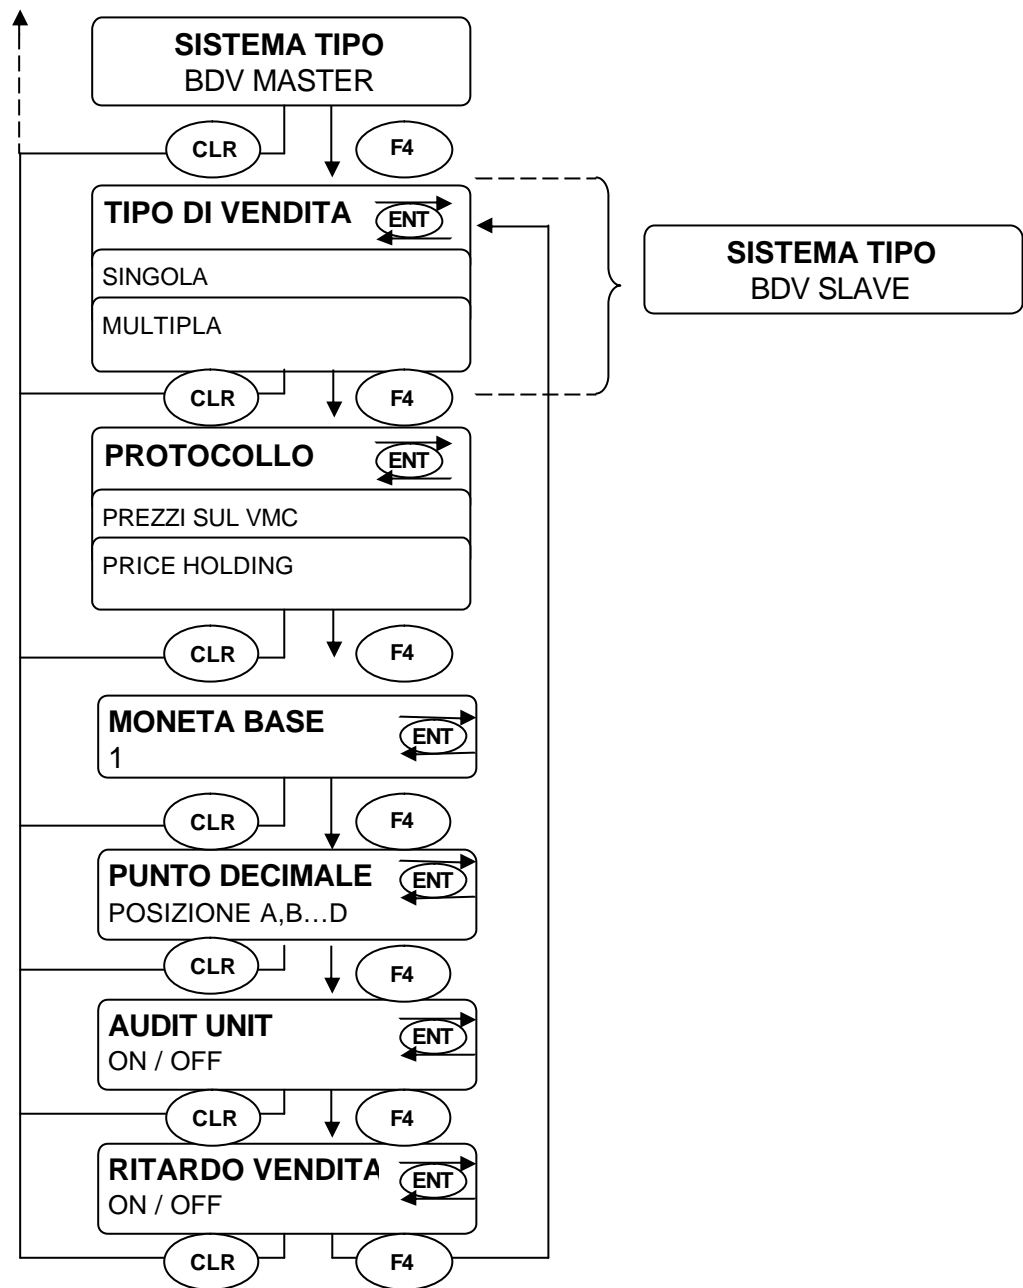 SISTEMA TIPO
BDV MASTER
CLR F4
TIPO DI VENDITA ENT
SINGOLA
MULTIPLA
SISTEMA TIPO
BDV SLAVE
CLR F4
PROTOCOLLO ENT
PREZZI SUL VMC
PRICE HOLDING
CLR F4
MONETA BASE ENT
1
CLR F4
PUNTO DECIMALE ENT
POSIZIONE A,B...D
CLR F4
AUDIT UNIT ENT
ON / OFF
CLR F4
RITARDO VENDITA ENT
ON / OFF
CLR F4